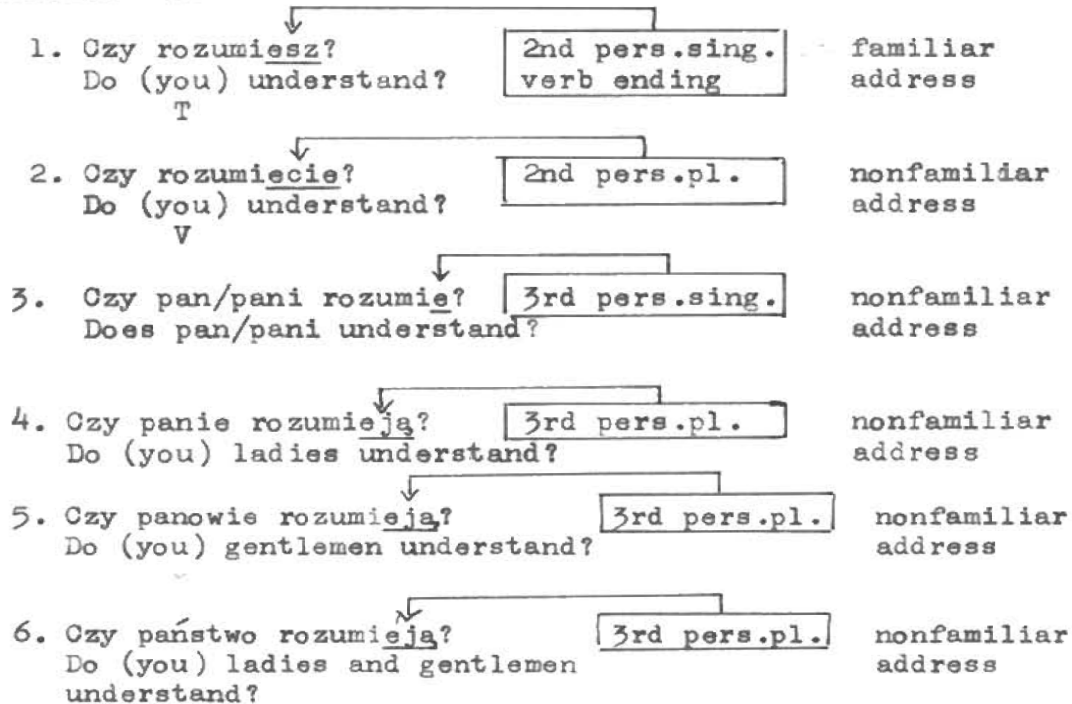 1. Czy rozumiesz? 2nd pers.sing. familiar
Do (you) understand? verb ending address
T
2. Czy rozumiecie? 2nd pers.pl. nonfamiliar
Do (you) understand? address
V
3. Czy pan/pani rozumie? 3rd pers.sing. nonfamiliar
Does pan/pani understand? address
4. Czy panie rozumieją? 3rd pers.pl. nonfamiliar
Do (you) ladies understand? address
5. Czy panowie rozumieją? 3rd pers.pl. nonfamiliar
Do (you) gentlemen understand? address
6. Czy państwo rozumieją? 3rd pers.pl. nonfamiliar
Do (you) ladies and gentlemen address
understand?